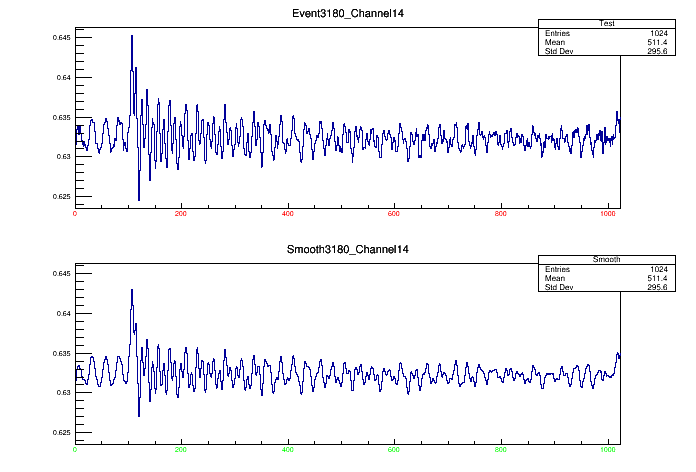 Event3180_Channel14
Test
Entries 1024
Mean 511.4
Std Dev 295.6
0.645
0.64
0.635
0.63
0.625
0 200 400 600 800 1000
Smooth3180_Channel14
Smooth
Entries 1024
Mean 511.4
Std Dev 295.6
0.645
0.64
0.635
0.63
0.625
0 200 400 600 800 1000